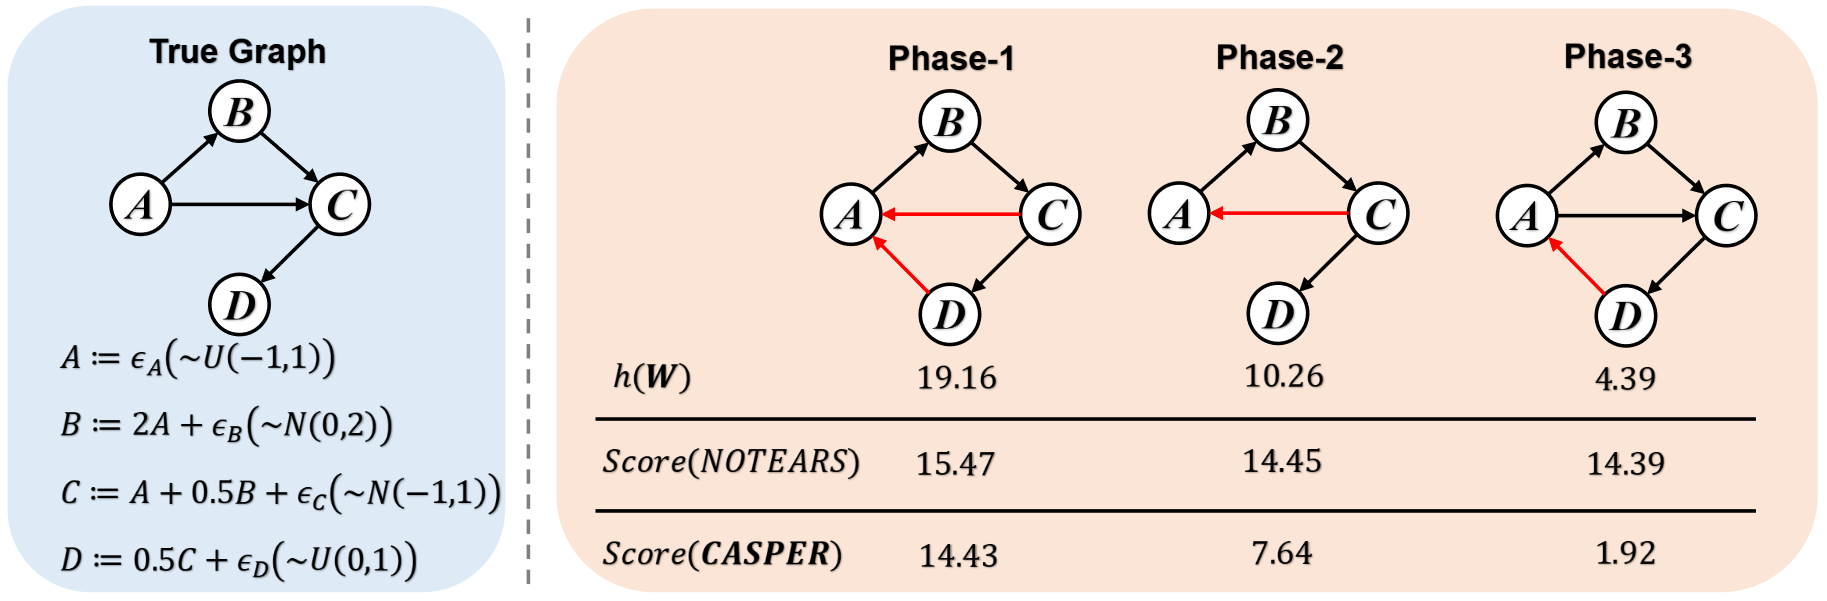 True Graph
B
A
C
D
A ≔ ϵ_A(~U(−1,1))
B ≔ 2A + ϵ_B(~N(0,2))
C ≔ A + 0.5B + ϵ_C(~N(−1,1))
D ≔ 0.5C + ϵ_D(~U(0,1))
Phase-1 Phase-2 Phase-3
B B B
A C A C A C
D D D
h(W) 19.16 10.26 4.39
Score(NOTEARS) 15.47 14.45 14.39
Score(CASPER) 14.43 7.64 1.92